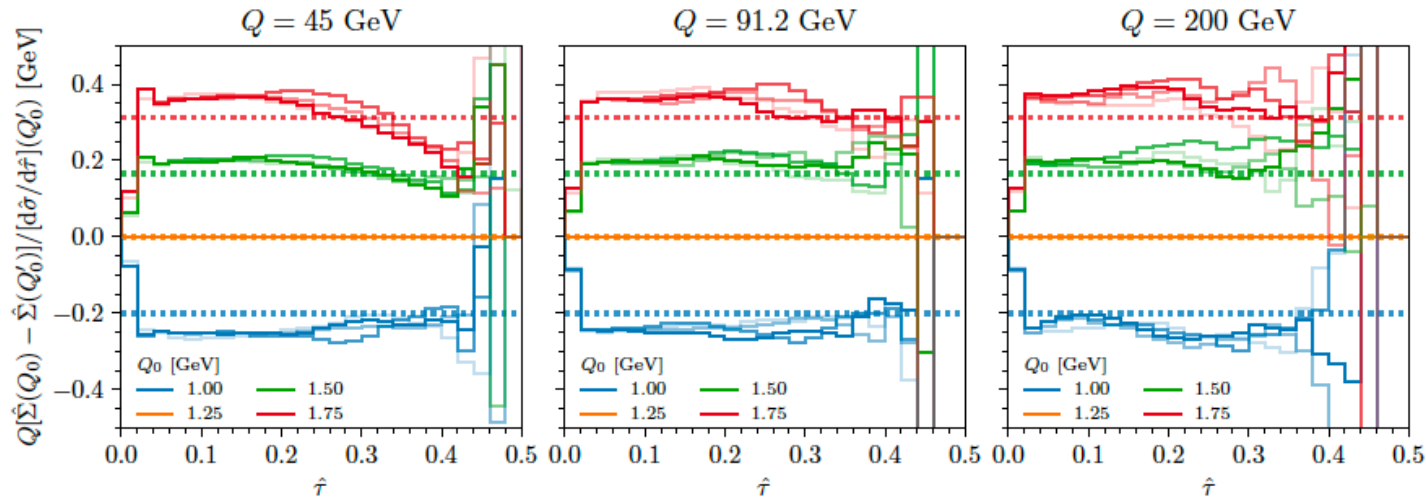 Q = 45 GeV
Q = 91.2 GeV
Q = 200 GeV
Q[Σ̂(Q₀) − Σ̂(Q₀′)]/[dσ̂/dτ̂](Q₀′) [GeV]
0.4
0.2
0.0
−0.2
−0.4
Q₀ [GeV]
1.00 1.50
1.25 1.75
Q₀ [GeV]
1.00 1.50
1.25 1.75
Q₀ [GeV]
1.00 1.50
1.25 1.75
0.0 0.1 0.2 0.3 0.4 0.5
0.0 0.1 0.2 0.3 0.4 0.5
0.0 0.1 0.2 0.3 0.4 0.5
τ̂
τ̂
τ̂